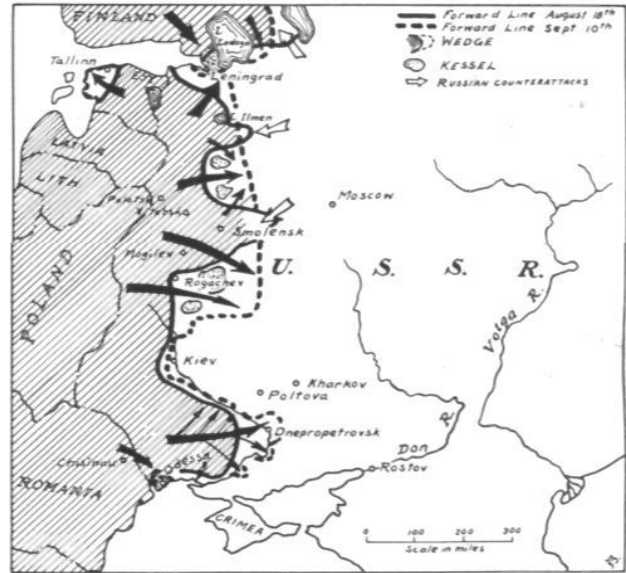 FINLAND
Forward Line August 18th
Forward Line Sept 10th
WEDGE
KESSEL
RUSSIAN COUNTERATTACKS
L.
Ladoga
Tallinn
EST.
Leningrad
L. Ilmen
LATVIA
LITH
Moscow
Smolensk
Mogilev
Rogachev
U. S. S. R.
POLAND
Volga R.
Kiev
Kharkov
Poltova
Dnepropetrovsk
Don R.
Chisinau
Odessa
Rostov
ROMANIA
CRIMEA
0 100 200 300
Scale in miles